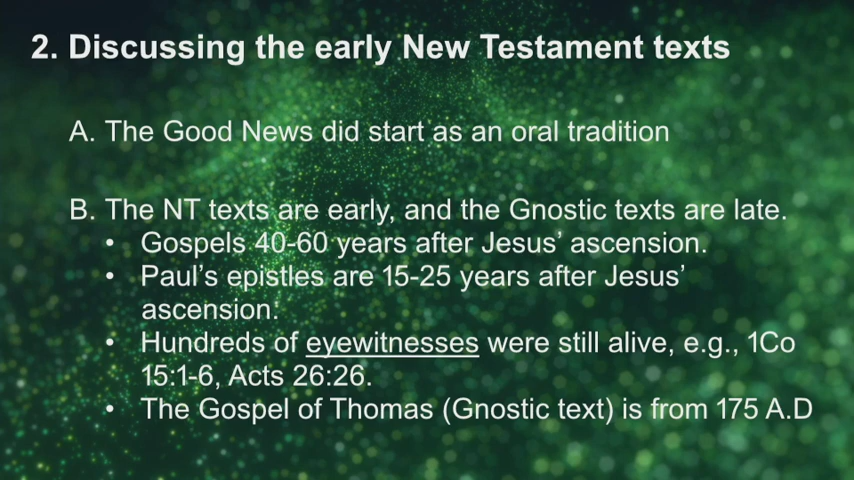 2. Discussing the early New Testament texts
A. The Good News did start as an oral tradition
B. The NT texts are early, and the Gnostic texts are late.
• Gospels 40-60 years after Jesus’ ascension.
• Paul’s epistles are 15-25 years after Jesus’
ascension.
• Hundreds of eyewitnesses were still alive, e.g., 1Co
15:1-6, Acts 26:26.
• The Gospel of Thomas (Gnostic text) is from 175 A.D